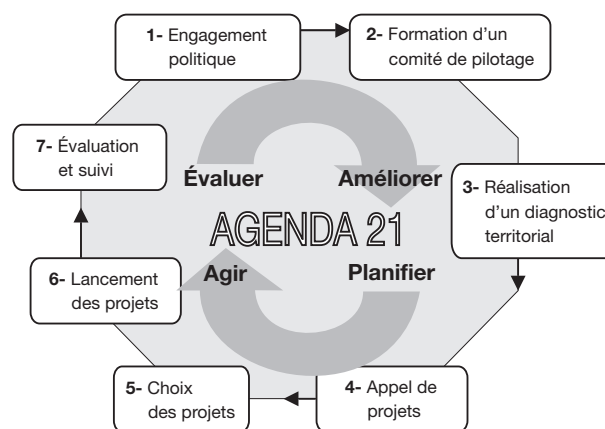 1- Engagement
politique
2- Formation d'un
comité de pilotage
7- Évaluation
et suivi
Évaluer
Améliorer
3- Réalisation
d'un diagnostic
territorial
AGENDA 21
Agir
Planifier
6- Lancement
des projets
5- Choix
des projets
4- Appel de
projets